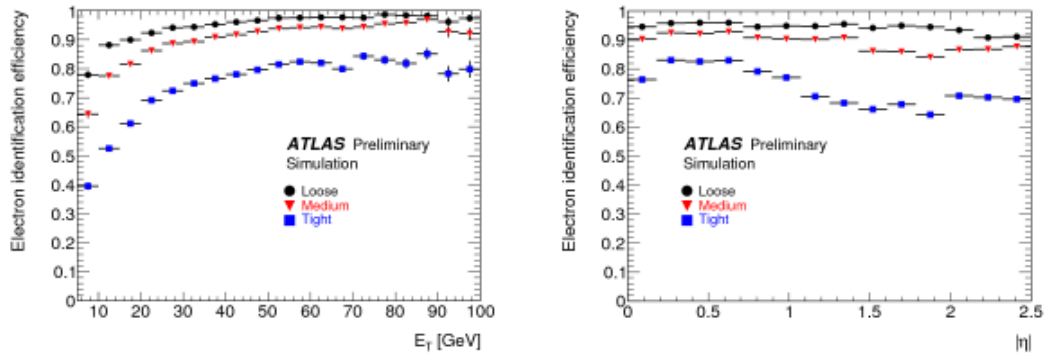 Electron identification efficiency
1
0.9
0.8
0.7
0.6
0.5
0.4
0.3
0.2
0.1
0
ATLAS Preliminary
Simulation
Loose
Medium
Tight
10 20 30 40 50 60 70 80 90 100
E_T [GeV]
Electron identification efficiency
1
0.9
0.8
0.7
0.6
0.5
0.4
0.3
0.2
0.1
0
ATLAS Preliminary
Simulation
Loose
Medium
Tight
0 0.5 1 1.5 2 2.5
|η|